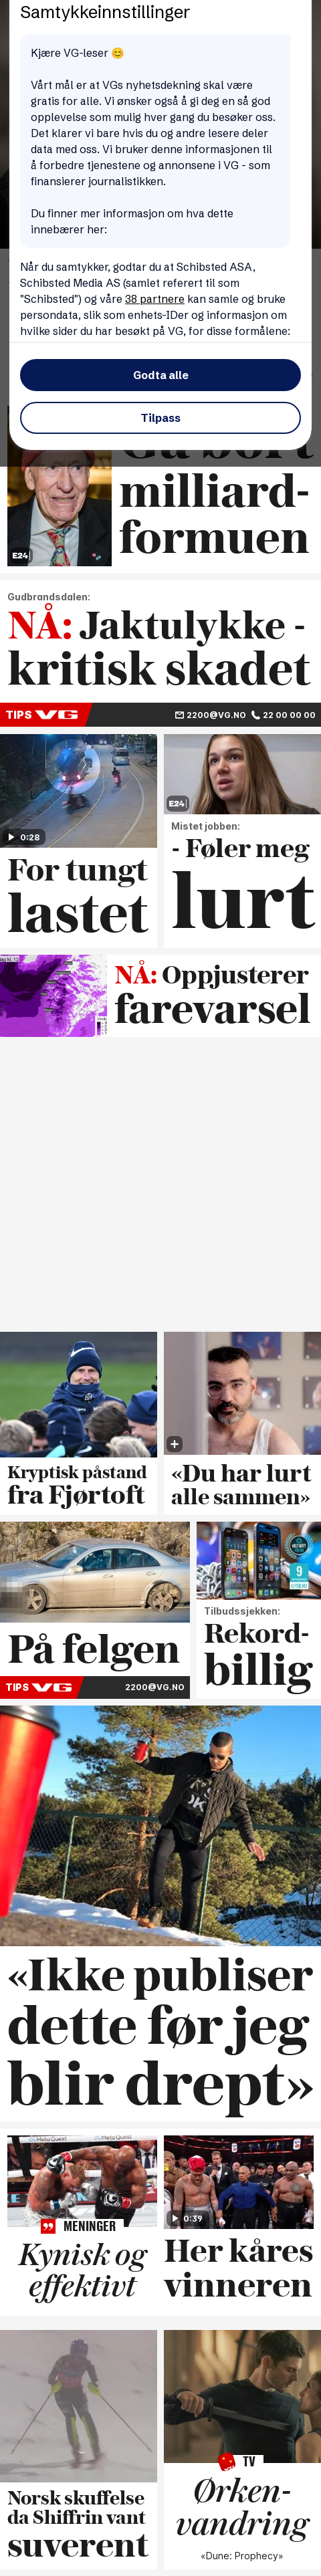 Samtykkeinnstillinger
Kjære VG-leser 😊
Vårt mål er at VGs nyhetsdekning skal være
gratis for alle. Vi ønsker også å gi deg en så god
opplevelse som mulig hver gang du besøker oss.
Det klarer vi bare hvis du og andre lesere deler
data med oss. Vi bruker denne informasjonen til
å forbedre tjenestene og annonsene i VG - som
finansierer journalistikken.
Du finner mer informasjon om hva dette
innebærer her:
Når du samtykker, godtar du at Schibsted ASA,
Schibsted Media AS (samlet referert til som
"Schibsted") og våre 38 partnere kan samle og bruke
persondata, slik som enhets-IDer og informasjon om
hvilke sider du har besøkt på VG, for disse formålene:
Godta alle
Tilpass
Ga bort
milliard-
formuen
E24
Gudbrandsdalen:
NÅ: Jaktulykke -
kritisk skadet
TIPS VG 2200@VG.NO 22 00 00 00
0:28
For tungt
lastet
E24
Mistet jobben:
- Føler meg
lurt
NÅ: Oppjusterer
farevarsel
Kryptisk påstand
fra Fjørtoft
«Du har lurt
alle sammen»
På felgen
TIPS VG 2200@VG.NO
Tilbudssjekken:
Rekord-
billig
«Ikke publiser
dette før jeg
blir drept»
MENINGER
Kynisk og
effektivt
0:39
Her kåres
vinneren
Norsk skuffelse
da Shiffrin vant
suverent
TV
Ørken-
vandring
«Dune: Prophecy»